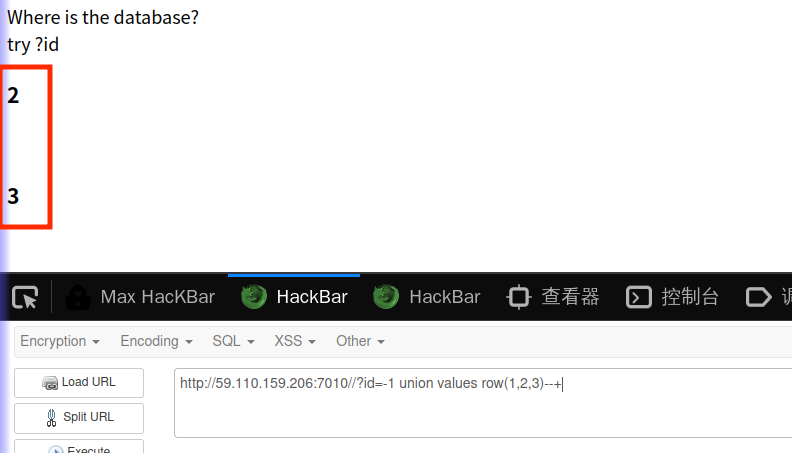 Where is the database?
try ?id
2
3
Max HacKBar HackBar HackBar 查看器 控制台
Encryption Encoding SQL XSS Other
Load URL http://59.110.159.206:7010//?id=-1 union values row(1,2,3)--+
Split URL
Execute